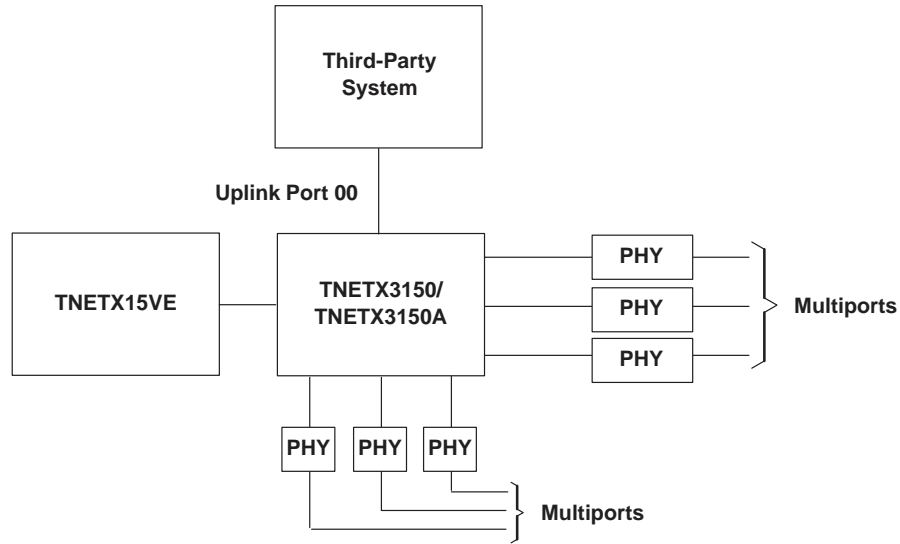 Third-Party
System
Uplink Port 00
TNETX15VE
TNETX3150/
TNETX3150A
PHY
PHY
PHY
Multiports
PHY PHY PHY
Multiports